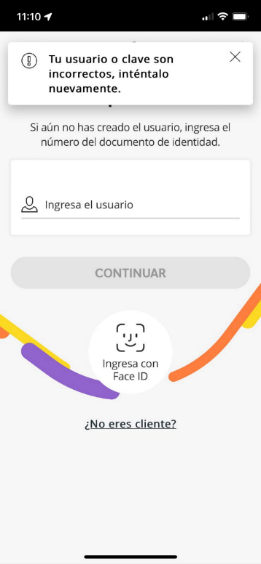 11:10
Tu usuario o clave son
incorrectos, inténtalo
nuevamente.
Si aún no has creado el usuario, ingresa el
número del documento de identidad.
Ingresa el usuario
CONTINUAR
Ingresa con
Face ID
¿No eres cliente?